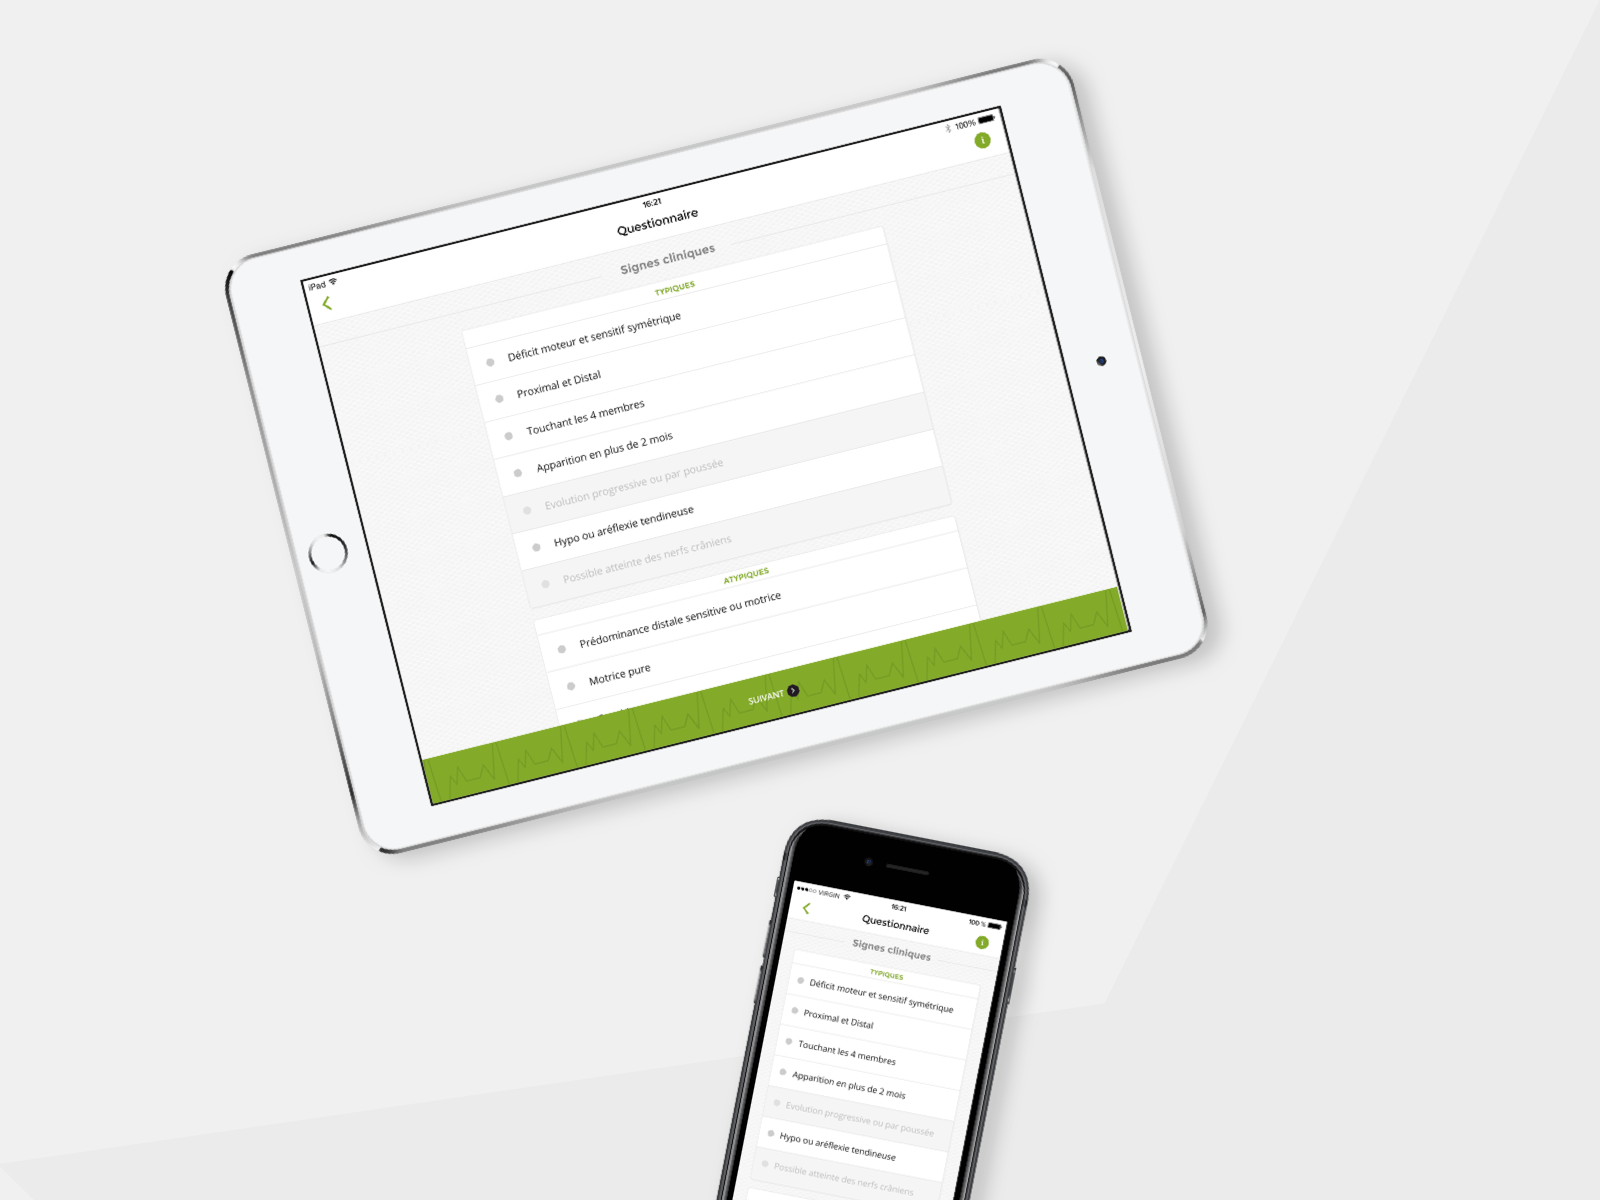 iPad
16:21
100%
Questionnaire
i
Signes cliniques
TYPIQUES
Déficit moteur et sensitif symétrique
Proximal et Distal
Touchant les 4 membres
Apparition en plus de 2 mois
Evolution progressive ou par poussée
Hypo ou aréflexie tendineuse
Possible atteinte des nerfs crâniens
ATYPIQUES
Prédominance distale sensitive ou motrice
Motrice pure
SUIVANT
VIRGIN
16:21
100 %
Questionnaire
i
Signes cliniques
TYPIQUES
Déficit moteur et sensitif symétrique
Proximal et Distal
Touchant les 4 membres
Apparition en plus de 2 mois
Evolution progressive ou par poussée
Hypo ou aréflexie tendineuse
Possible atteinte des nerfs crâniens